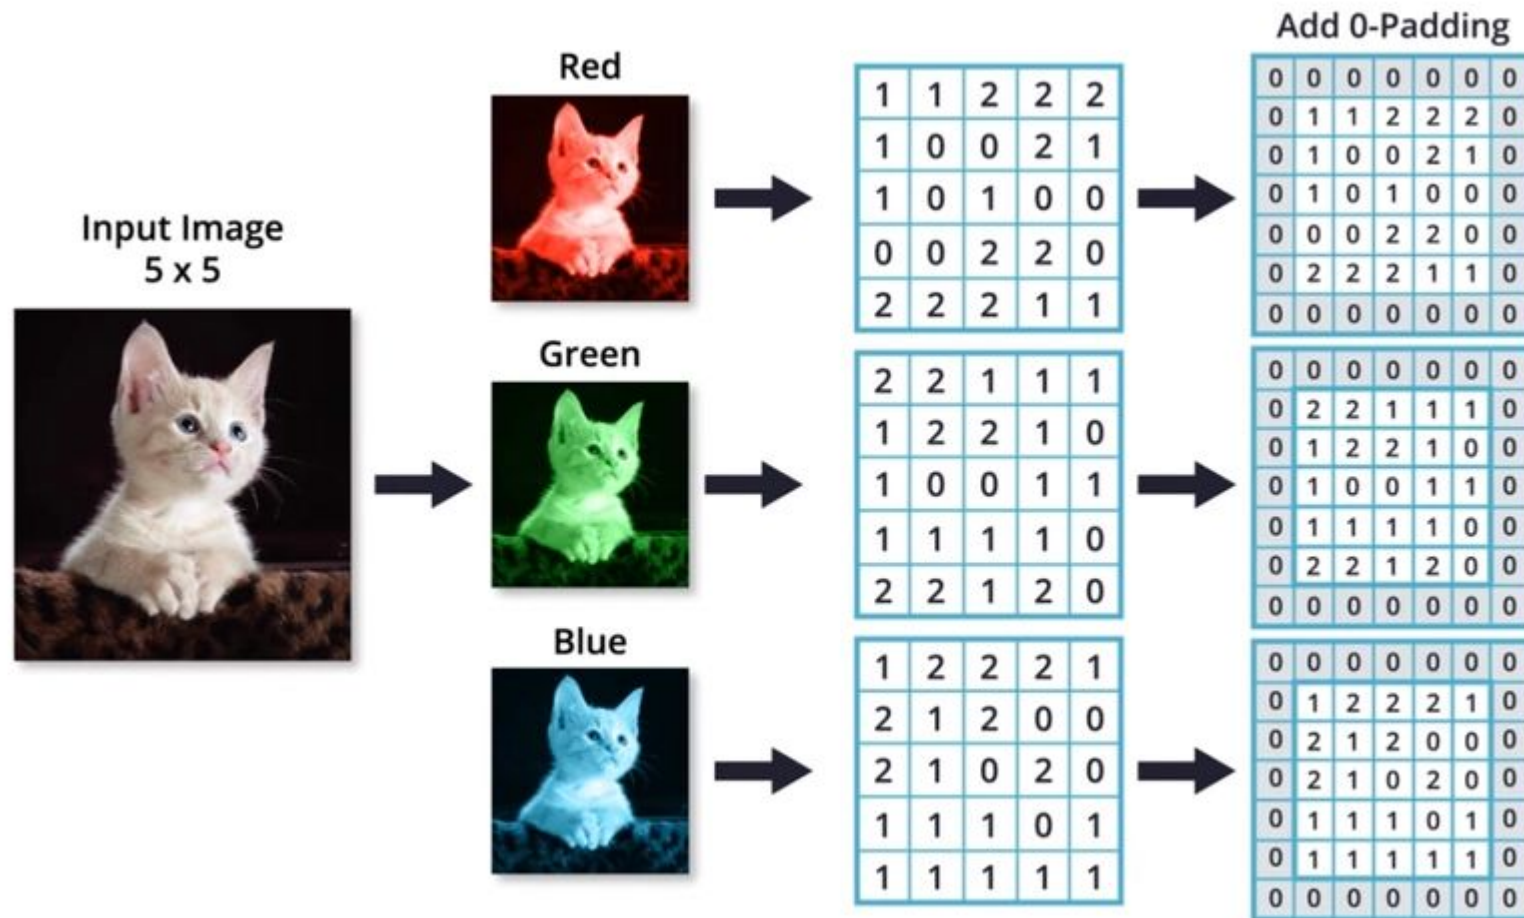 Add 0-Padding
Red
Input Image
5 x 5
Green
Blue
1 1 2 2 2
1 0 0 2 1
1 0 1 0 0
0 0 2 2 0
2 2 2 1 1
0 0 0 0 0 0 0
0 1 1 2 2 2 0
0 1 0 0 2 1 0
0 1 0 1 0 0 0
0 0 0 2 2 0 0
0 2 2 2 1 1 0
0 0 0 0 0 0 0
2 2 1 1 1
1 2 2 1 0
1 0 0 1 1
1 1 1 1 0
2 2 1 2 0
0 0 0 0 0 0 0
0 2 2 1 1 1 0
0 1 2 2 1 0 0
0 1 0 0 1 1 0
0 1 1 1 1 0 0
0 2 2 1 2 0 0
0 0 0 0 0 0 0
1 2 2 2 1
2 1 2 0 0
2 1 0 2 0
1 1 1 0 1
1 1 1 1 1
0 0 0 0 0 0 0
0 1 2 2 2 1 0
0 2 1 2 0 0 0
0 2 1 0 2 0 0
0 1 1 1 0 1 0
0 1 1 1 1 1 0
0 0 0 0 0 0 0